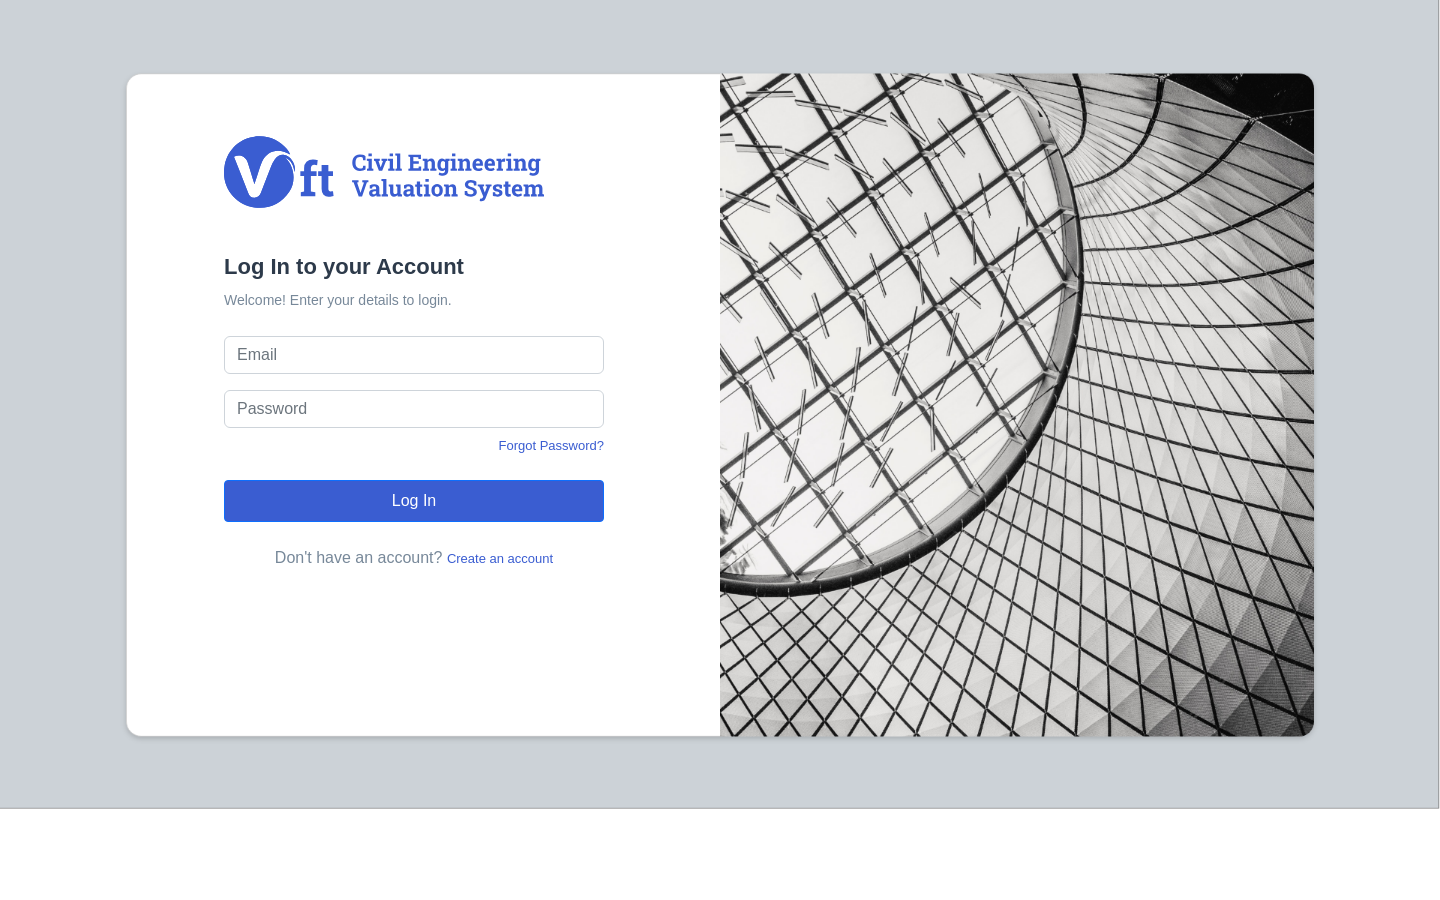 Vft
Civil Engineering
Valuation System
Log In to your Account
Welcome! Enter your details to login.
Email
Password
Forgot Password?
Log In
Don't have an account? Create an account